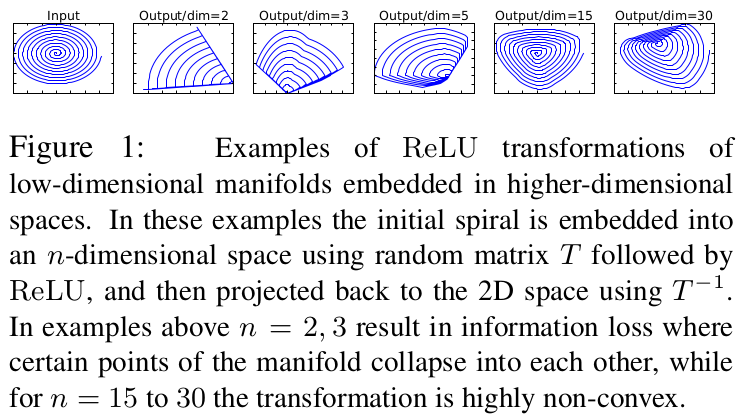 Input Output/dim=2 Output/dim=3 Output/dim=5 Output/dim=15 Output/dim=30
Figure 1: Examples of ReLU transformations of
low-dimensional manifolds embedded in higher-dimensional
spaces. In these examples the initial spiral is embedded into
an n-dimensional space using random matrix T followed by
ReLU, and then projected back to the 2D space using T⁻¹.
In examples above n = 2, 3 result in information loss where
certain points of the manifold collapse into each other, while
for n = 15 to 30 the transformation is highly non-convex.